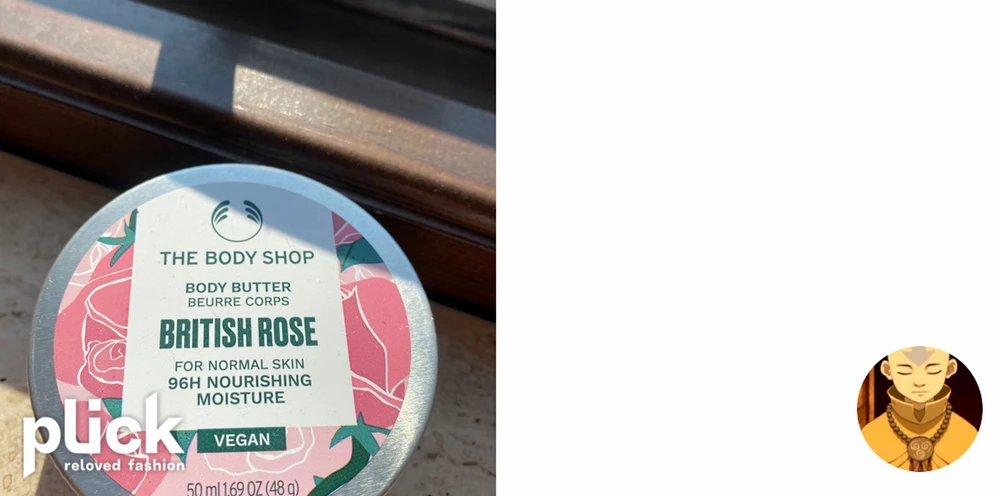 THE BODY SHOP
BODY BUTTER
BEURRE CORPS
BRITISH ROSE
FOR NORMAL SKIN
96H NOURISHING
MOISTURE
VEGAN
50 ml 1.69 OZ (48 g)
plick
reloved fashion